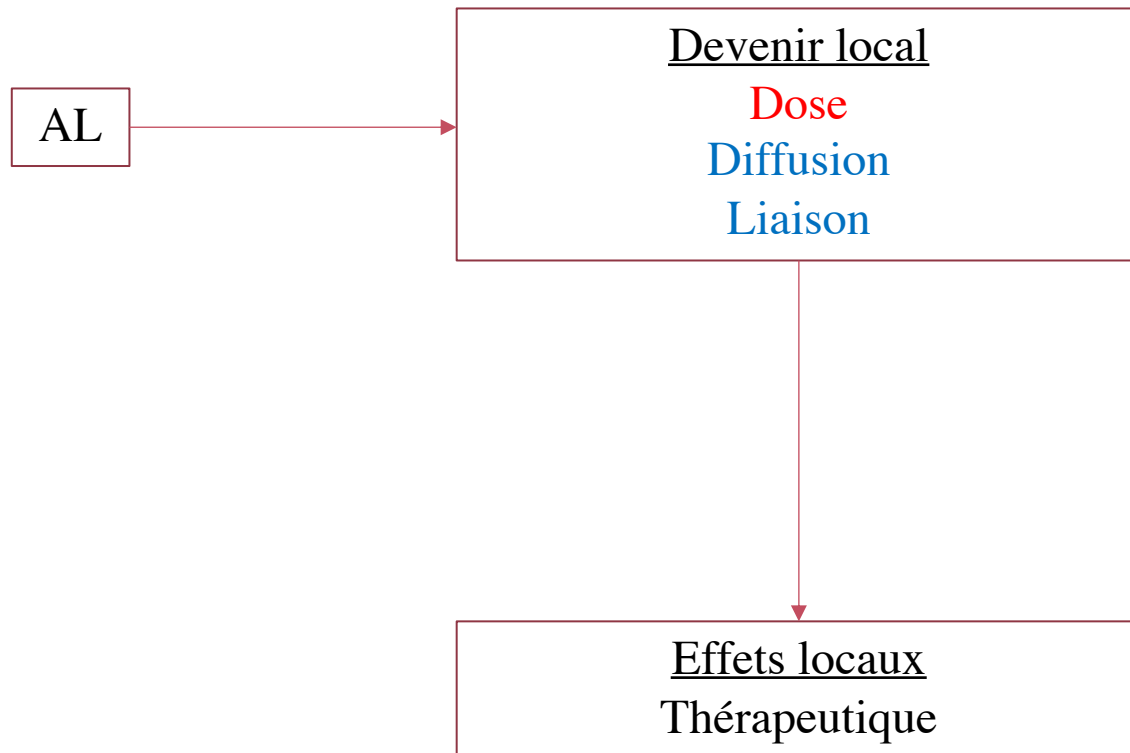 AL
Devenir local
Dose
Diffusion
Liaison
Effets locaux
Thérapeutique